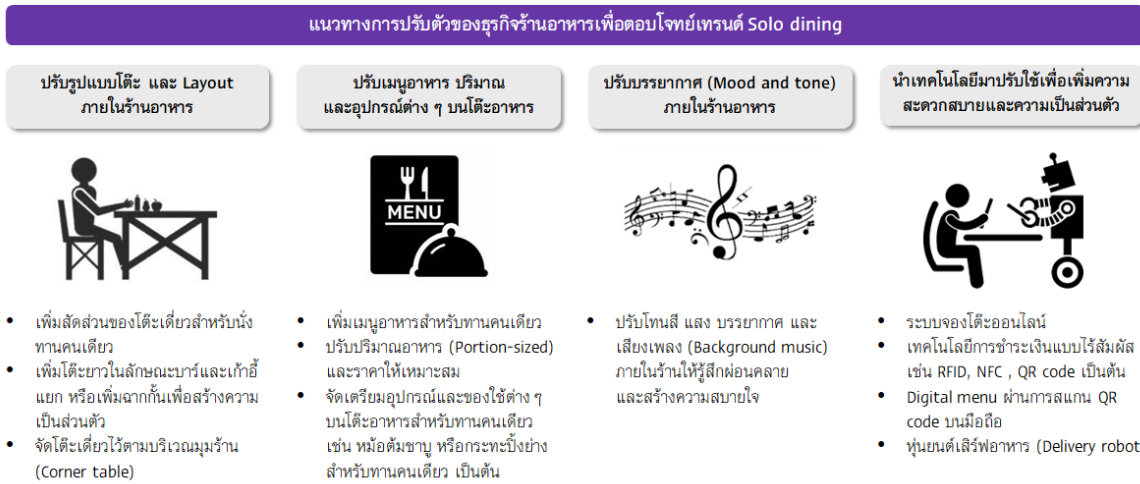 แนวทางการปรับตัวของธุรกิจร้านอาหารเพื่อตอบโจทย์เทรนด์ Solo dining
ปรับรูปแบบโต๊ะ และ Layout
ภายในร้านอาหาร
ปรับเมนูอาหาร ปริมาณ
และอุปกรณ์ต่าง ๆ บนโต๊ะอาหาร
ปรับบรรยากาศ (Mood and tone)
ภายในร้านอาหาร
นำเทคโนโลยีมาปรับใช้เพื่อเพิ่มความ
สะดวกสบายและความเป็นส่วนตัว
MENU
• เพิ่มสัดส่วนของโต๊ะเดี่ยวสำหรับนั่ง
ทานคนเดียว
• เพิ่มโต๊ะยาวในลักษณะบาร์และเก้าอี้
แยก หรือเพิ่มฉากกั้นเพื่อสร้างความ
เป็นส่วนตัว
• จัดโต๊ะเดี่ยวไว้ตามบริเวณมุมร้าน
(Corner table)
• เพิ่มเมนูอาหารสำหรับทานคนเดียว
• ปรับปริมาณอาหาร (Portion-sized)
และราคาให้เหมาะสม
• จัดเตรียมอุปกรณ์และของใช้ต่าง ๆ
บนโต๊ะอาหารสำหรับทานคนเดียว
เช่น หม้อต้มชาบู หรือกระทะปิ้งย่าง
สำหรับทานคนเดียว เป็นต้น
• ปรับโทนสี แสง บรรยากาศ และ
เสียงเพลง (Background music)
ภายในร้านให้รู้สึกผ่อนคลาย
และสร้างความสบายใจ
• ระบบจองโต๊ะออนไลน์
• เทคโนโลยีการชำระเงินแบบไร้สัมผัส
เช่น RFID, NFC , QR code เป็นต้น
• Digital menu ผ่านการสแกน QR
code บนมือถือ
• หุ่นยนต์เสิร์ฟอาหาร (Delivery robot